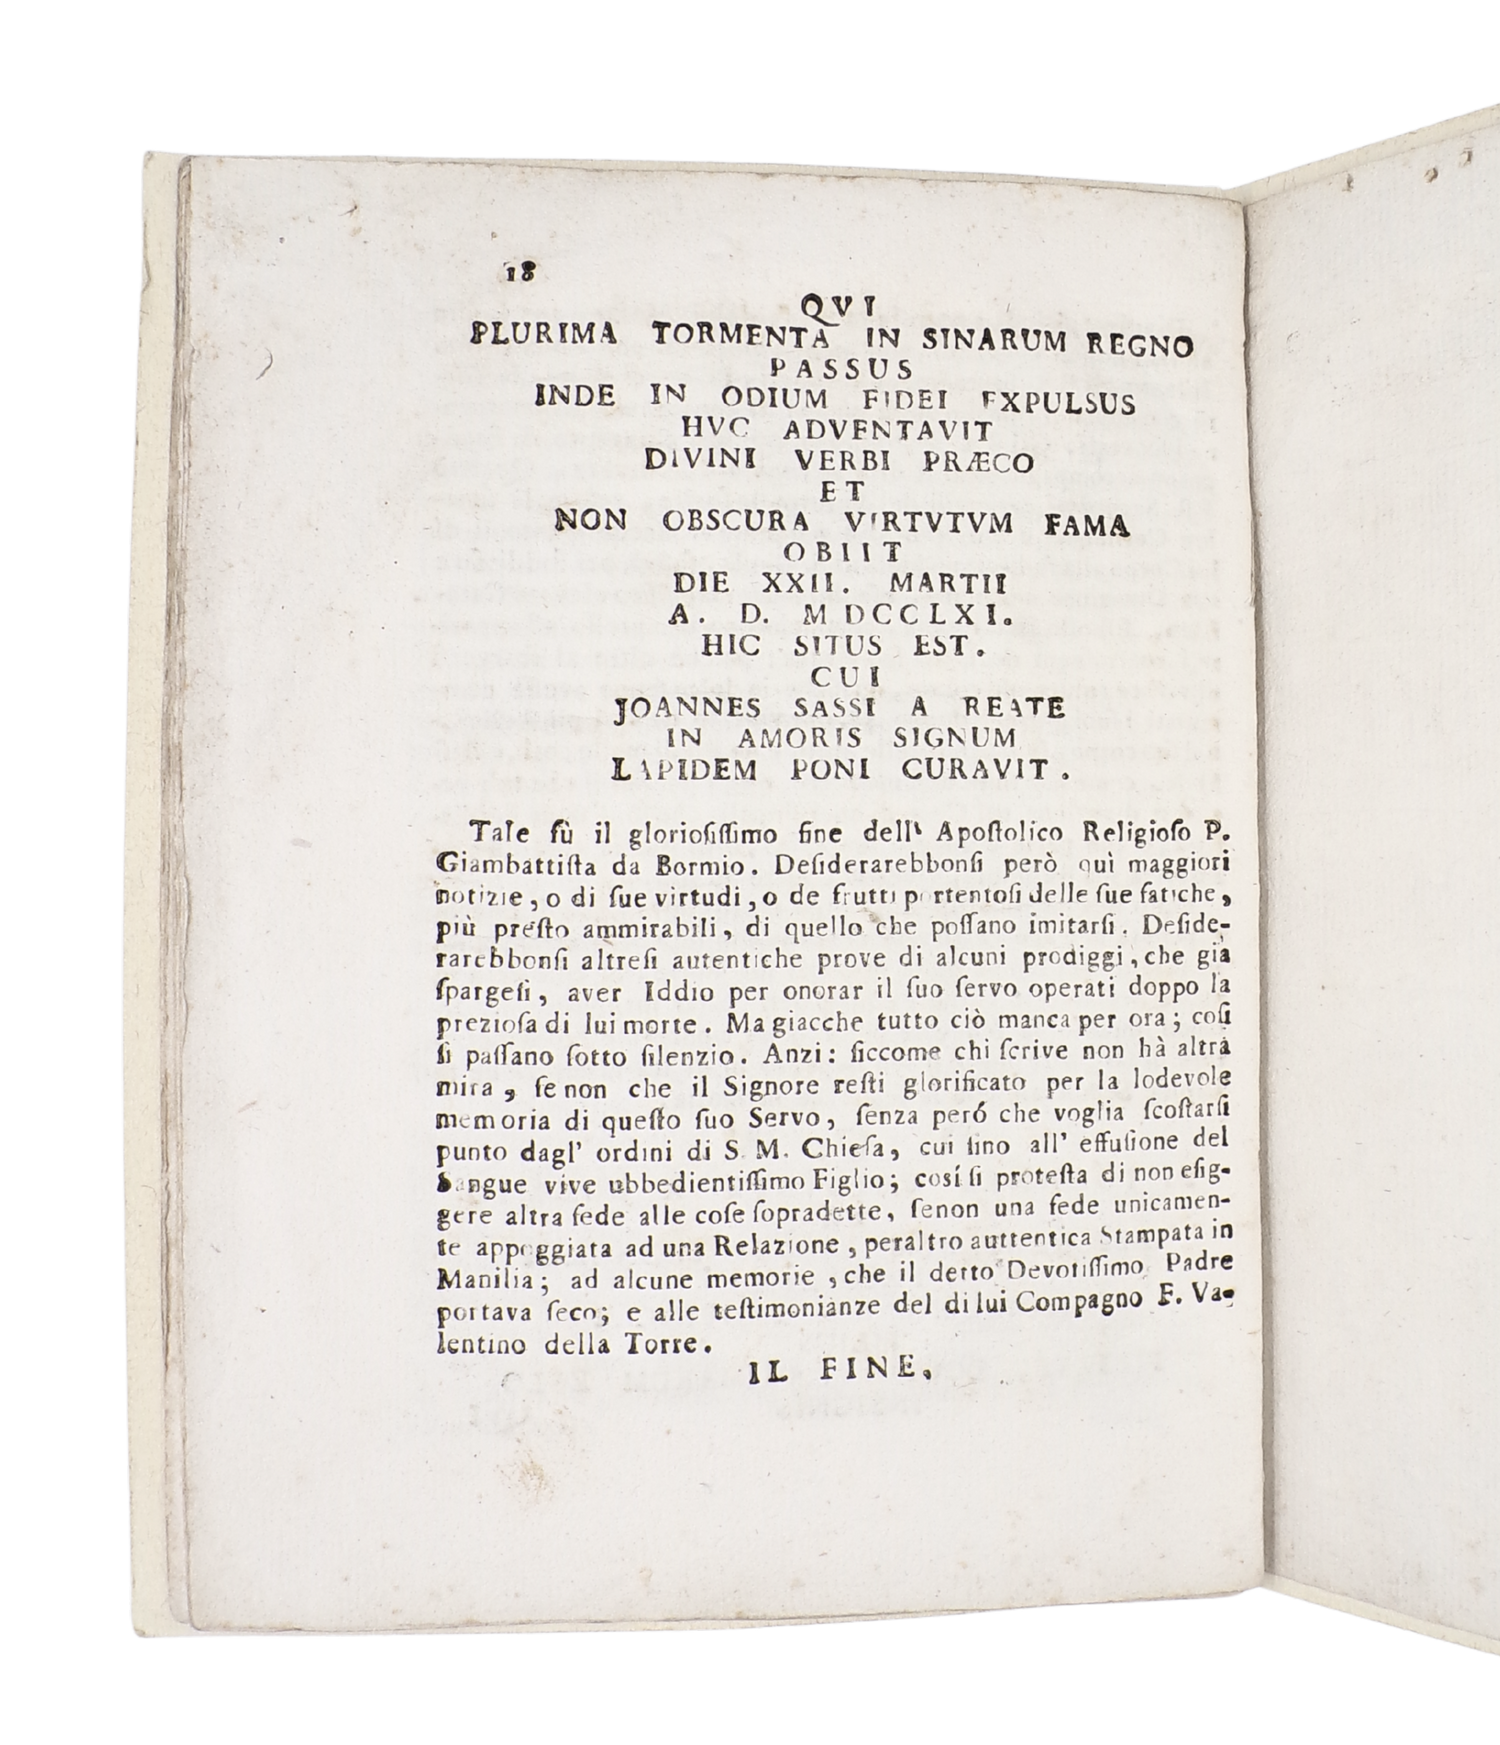 18
QVI
PLURIMA TORMENTA IN SINARUM REGNO
PASSUS
INDE IN ODIUM FIDEI EXPULSUS
HVC ADVENTAVIT
DIVINI VERBI PRÆCO
ET
NON OBSCURA VIRTVTVM FAMA
OBIIT
DIE XXII. MARTII
A. D. MDCCLXI.
HIC SITUS EST.
CUI
JOANNES SASSI A REATE
IN AMORIS SIGNUM
LAPIDEM PONI CURAVIT.
Tale fù il glorioſiſſimo fine dell' Apoſtolico Religioſo P.
Giambattiſta da Bormio. Deſiderarebbonſi però quì maggiori
notizie, o di ſue virtudi, o de frutti portentoſi delle ſue fatiche,
più preſto ammirabili, di quello che poſſano imitarſi. Deſide-
rarebbonſi altreſi autentiche prove di alcuni prodiggi, che già
ſpargeſi, aver Iddio per onorar il ſuo ſervo operati doppo la
prezioſa di lui morte. Ma giacche tutto ciò manca per ora; coſi
ſi paſſano ſotto ſilenzio. Anzi: ſiccome chi ſcrive non hà altra
mira, ſe non che il Signore reſti glorificato per la lodevole
memoria di queſto ſuo Servo, ſenza peró che voglia ſcoſtarſi
punto dagl' ordini di S. M. Chieſa, cui ſino all' effuſione del
Sangue vive ubbedientiſſimo Figlio; cosí ſi proteſta di non eſig-
gere altra fede alle coſe ſopradette, ſenon una fede unicamen-
te appoggiata ad una Relazione, peraltro auttentica Stampata in
Manilia; ad alcune memorie, che il detto Devotiſſimo Padre
portava ſeco; e alle teſtimonianze del di lui Compagno F. Va-
lentino della Torre.
IL FINE.